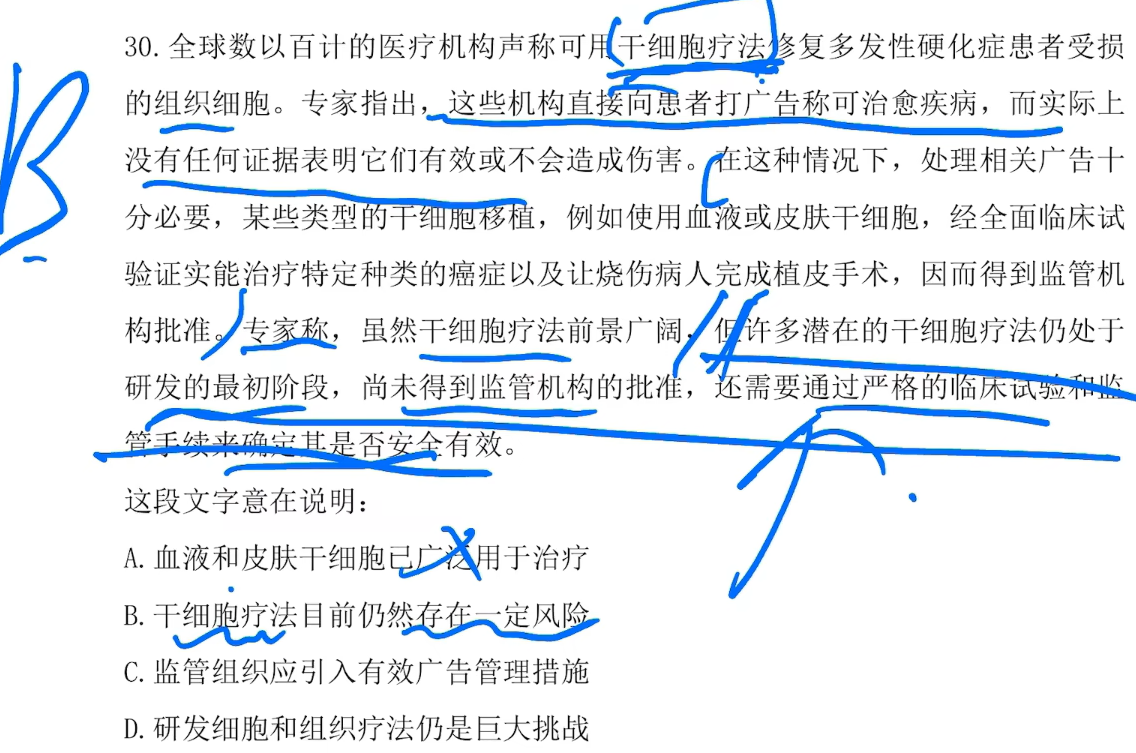 30. 全球数以百计的医疗机构声称可用干细胞疗法修复多发性硬化症患者受损
的组织细胞。专家指出，这些机构直接向患者打广告称可治愈疾病，而实际上
没有任何证据表明它们有效或不会造成伤害。在这种情况下，处理相关广告十
分必要，某些类型的干细胞移植，例如使用血液或皮肤干细胞，经全面临床试
验证实能治疗特定种类的癌症以及让烧伤病人完成植皮手术，因而得到监管机
构批准。专家称，虽然干细胞疗法前景广阔，但许多潜在的干细胞疗法仍处于
研发的最初阶段，尚未得到监管机构的批准，还需要通过严格的临床试验和监
管手续来确定其是否安全有效。
这段文字意在说明：
A. 血液和皮肤干细胞已广泛用于治疗
B. 干细胞疗法目前仍然存在一定风险
C. 监管组织应引入有效广告管理措施
D. 研发细胞和组织疗法仍是巨大挑战
B